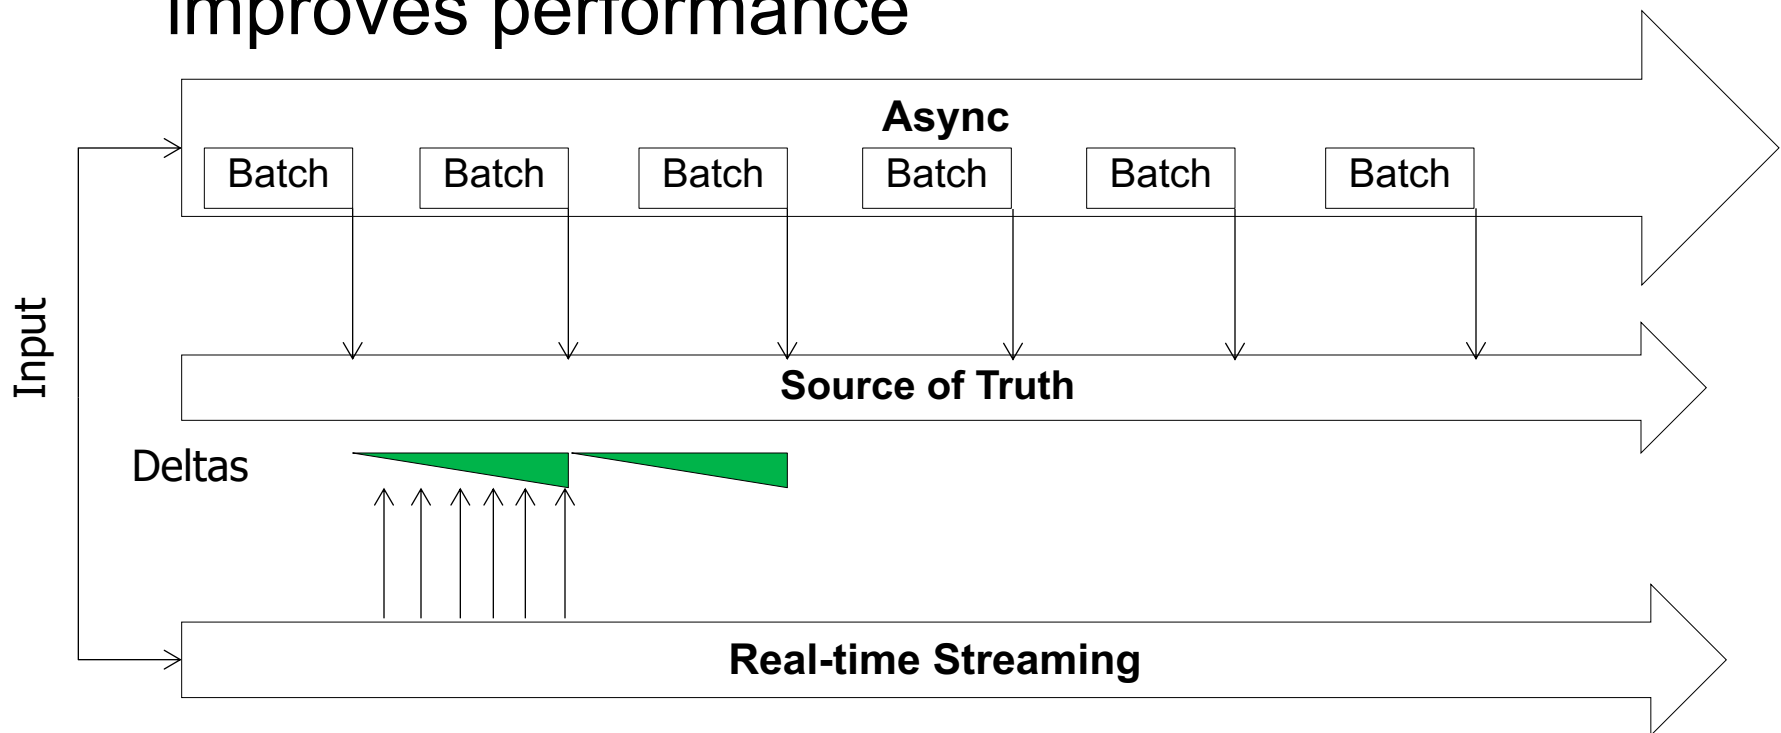 improves performance
Async
Batch
Batch
Batch
Batch
Batch
Batch
Input
Source of Truth
Deltas
Real-time Streaming